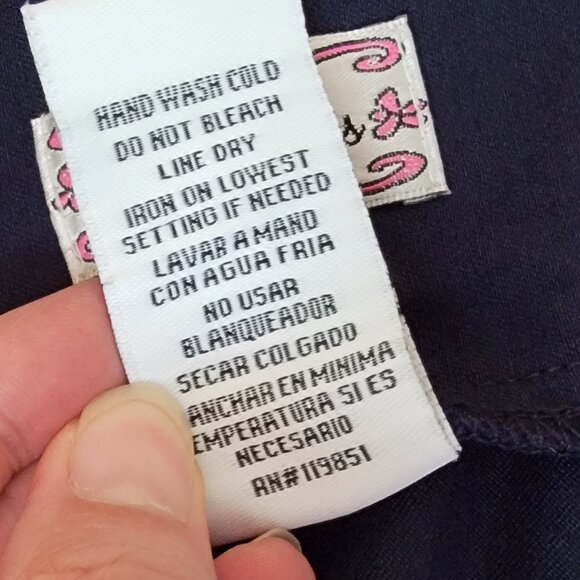 HAND WASH COLD
DO NOT BLEACH
LINE DRY
IRON ON LOWEST
SETTING IF NEEDED
LAVAR A MANO
CON AGUA FRIA
NO USAR
BLANQUEADOR
SECAR COLGADO
ANCHAR EN MINIMA
EMPERATURA SI ES
NECESARIO
RN# 119851